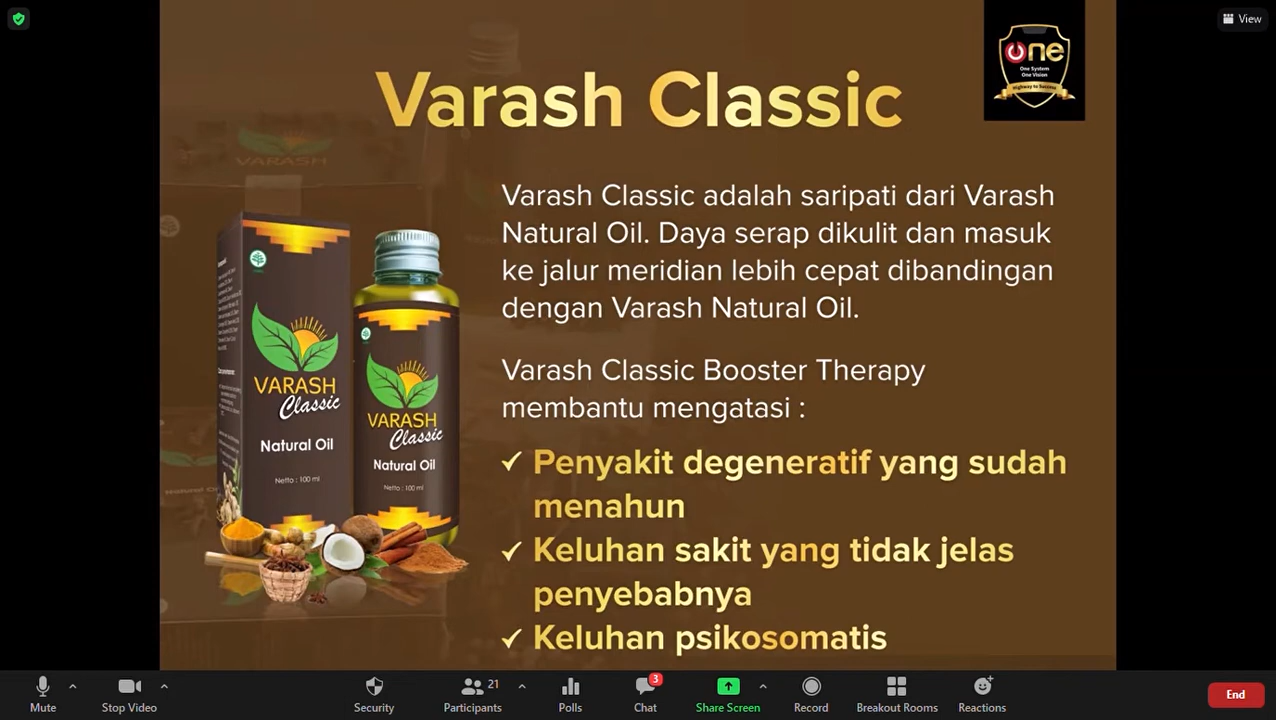 View
one
One System
One Vision
Highway to Success
Varash Classic
VARASH
Varash Classic adalah saripati dari Varash
Natural Oil. Daya serap dikulit dan masuk
ke jalur meridian lebih cepat dibandingan
dengan Varash Natural Oil.
Varash Classic Booster Therapy
membantu mengatasi :
✓ Penyakit degeneratif yang sudah
menahun
✓ Keluhan sakit yang tidak jelas
penyebabnya
✓ Keluhan psikosomatis
VARASH
Classic
Natural Oil
Netto : 100 ml
VARASH
Classic
Natural Oil
Netto : 100 ml
Mute
Stop Video
Security
21
Participants
Polls
3
Chat
Share Screen
Record
Breakout Rooms
Reactions
End